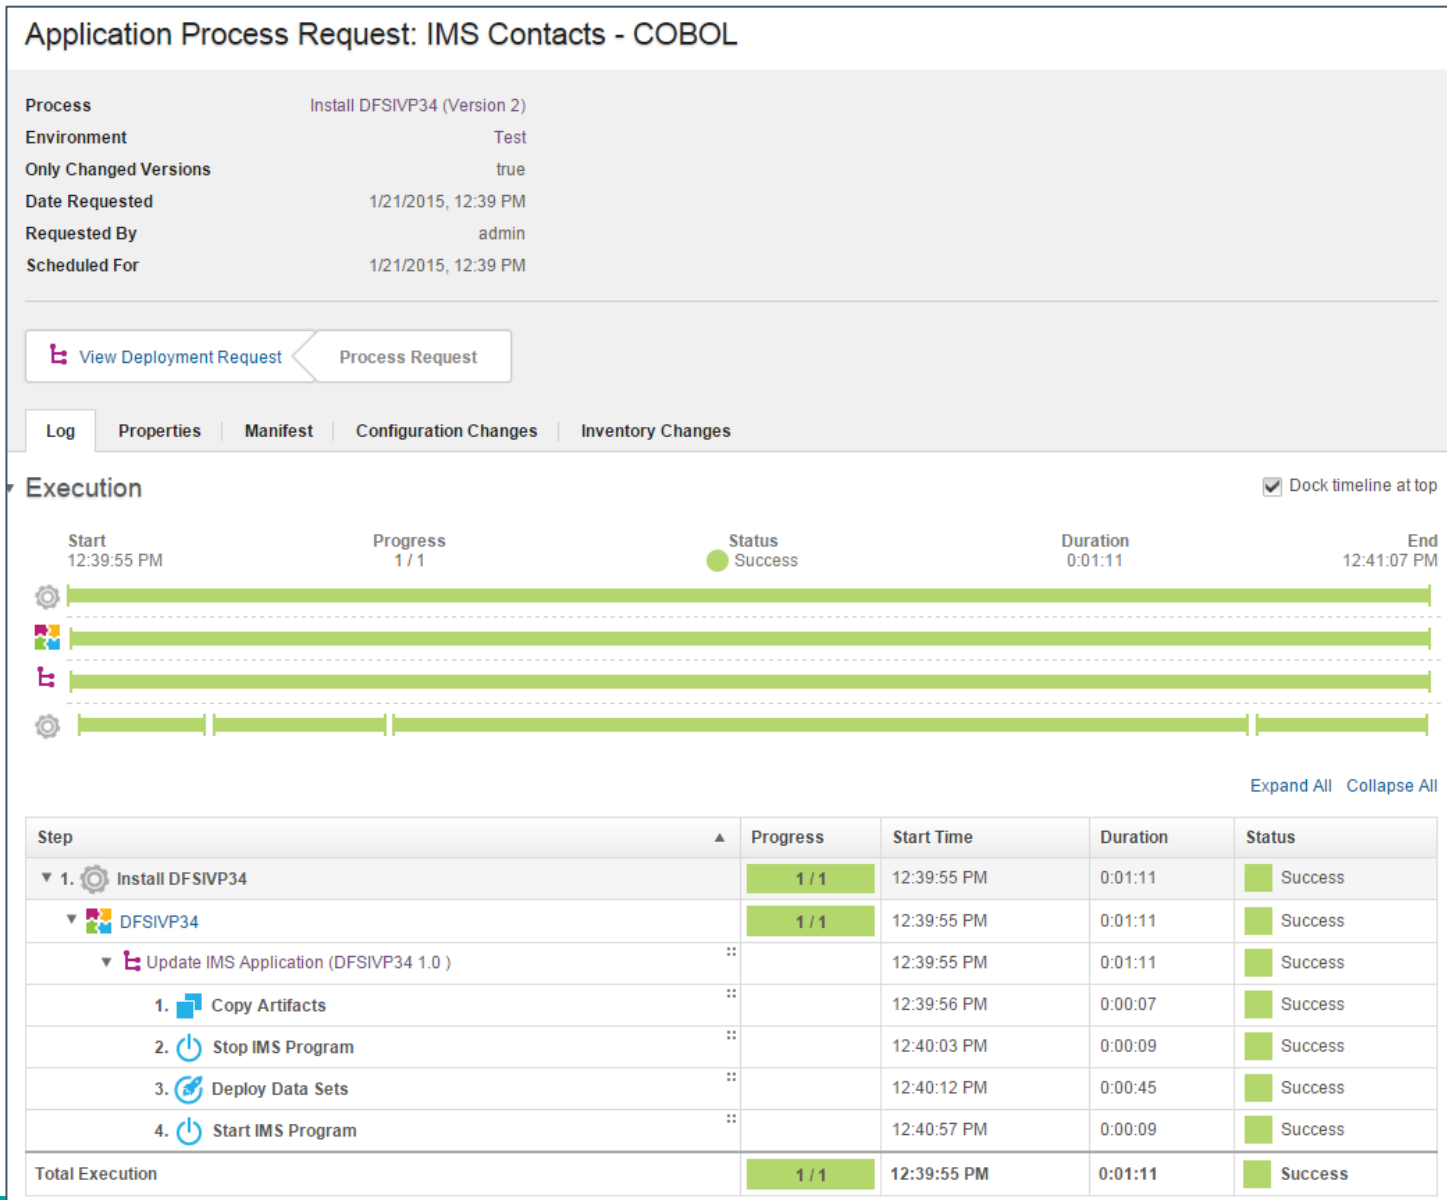 Application Process Request: IMS Contacts - COBOL
Process Install DFSIVP34 (Version 2)
Environment Test
Only Changed Versions true
Date Requested 1/21/2015, 12:39 PM
Requested By admin
Scheduled For 1/21/2015, 12:39 PM
View Deployment Request Process Request
Log Properties Manifest Configuration Changes Inventory Changes
Execution Dock timeline at top
Start Progress Status Duration End
12:39:55 PM 1 / 1 Success 0:01:11 12:41:07 PM
Expand All Collapse All
Step Progress Start Time Duration Status
1. Install DFSIVP34 1 / 1 12:39:55 PM 0:01:11 Success
DFSIVP34 1 / 1 12:39:55 PM 0:01:11 Success
Update IMS Application (DFSIVP34 1.0 ) 12:39:55 PM 0:01:11 Success
1. Copy Artifacts 12:39:56 PM 0:00:07 Success
2. Stop IMS Program 12:40:03 PM 0:00:09 Success
3. Deploy Data Sets 12:40:12 PM 0:00:45 Success
4. Start IMS Program 12:40:57 PM 0:00:09 Success
Total Execution 1 / 1 12:39:55 PM 0:01:11 Success